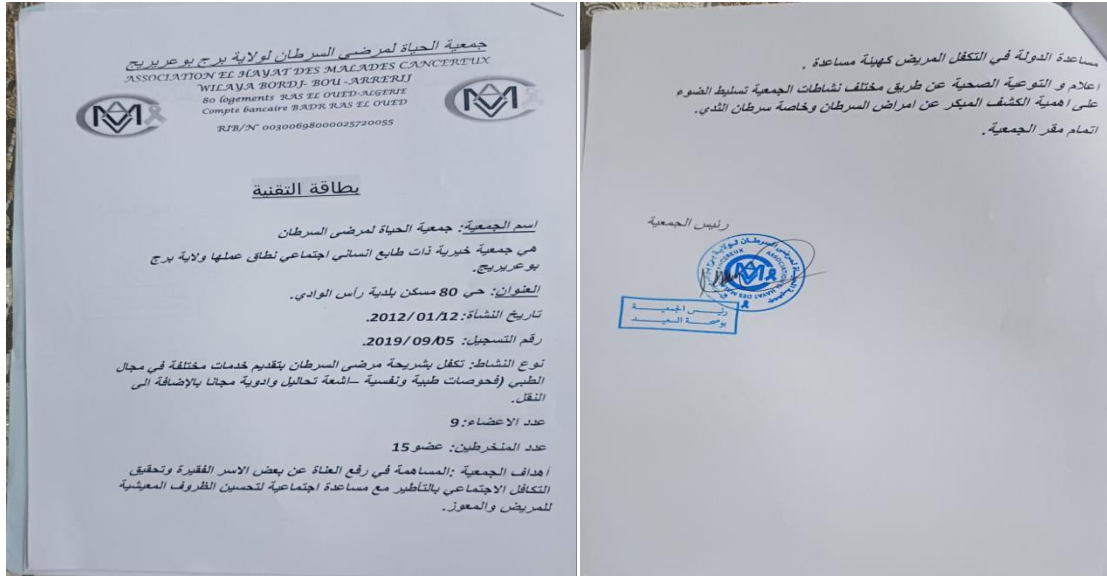 جمعية الحياة لمرضى السرطان لولاية برج بوعريريج
ASSOCIATION EL HAYAT DES MALADES CANCEREUX
WILAYA BORDJ- BOU -ARRERIJ
80 logements RAS EL OUED-ALGERIE
Compte bancaire BADR RAS EL OUED
RIB/N° 00300698000025720055
بطاقة التقنية
اسم الجمعية: جمعية الحياة لمرضى السرطان
هي جمعية خيرية ذات طابع انساني اجتماعي نطاق عملها ولاية برج
بوعريريج.
العنوان: حي 80 مسكن بلدية رأس الوادي.
تاريخ النشأة: 2012/01/12.
رقم التسجيل: 2019/09/05.
نوع النشاط: تكفل بشريحة مرضى السرطان بتقديم خدمات مختلفة في مجال
الطبي (فحوصات طبية ونفسية –اشعة تحاليل وادوية مجانا بالإضافة الى
النقل.
عدد الاعضاء: 9
عدد المنخرطين: عضو 15
أهداف الجمعية :المساهمة في رفع العناة عن بعض الاسر الفقيرة وتحقيق
التكافل الاجتماعي بالتأطير مع مساعدة اجتماعية لتحسين الظروف المعيشية
للمريض والمعوز.
مساعدة الدولة في التكفل المريض كهيئة مساعدة .
اعلام و التوعية الصحية عن طريق مختلف نشاطات الجمعية تسليط الضوء
على اهمية الكشف المبكر عن امراض السرطان وخاصة سرطان الثدي.
اتمام مقر الجمعية.
رئيس الجمعية
رئيس الجمعية